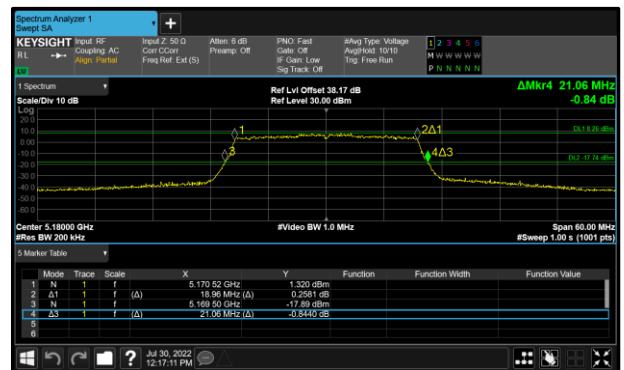 Spectrum Analyzer 1
Swept SA
+
KEYSIGHT Input: RF Input Z: 50 Ω Atten: 6 dB PNO: Fast #Avg Type: Voltage 1 2 3 4 5 6
RL Coupling: AC Corr CCorr Preamp: Off Gate: Off Avg|Hold: 10/10 M W W W W W
Align: Partial Freq Ref: Ext (S) IF Gain: Low Trig: Free Run
Sig Track: Off P N N N N N
1 Spectrum Ref Lvl Offset 38.17 dB ΔMkr4 21.06 MHz
Scale/Div 10 dB Ref Level 30.00 dBm -0.84 dB
Log
20.0
10.0 1 2Δ1 DL1 8.26 dBm
0.00
-10.0 3 4Δ3
-20.0 DL2 -17.74 dBm
-30.0
-40.0
-50.0
-60.0
Center 5.18000 GHz #Video BW 1.0 MHz Span 60.00 MHz
#Res BW 200 kHz #Sweep 1.00 s (1001 pts)
5 Marker Table
Mode Trace Scale X Y Function Function Width Function Value
1 N 1 f 5.170 52 GHz 1.320 dBm
2 Δ1 1 f (Δ) 18.96 MHz (Δ) 0.2581 dB
3 N 1 f 5.169 50 GHz -17.89 dBm
4 Δ3 1 f (Δ) 21.06 MHz (Δ) -0.8440 dB
5
6
? Jul 30, 2022
12:17:11 PM